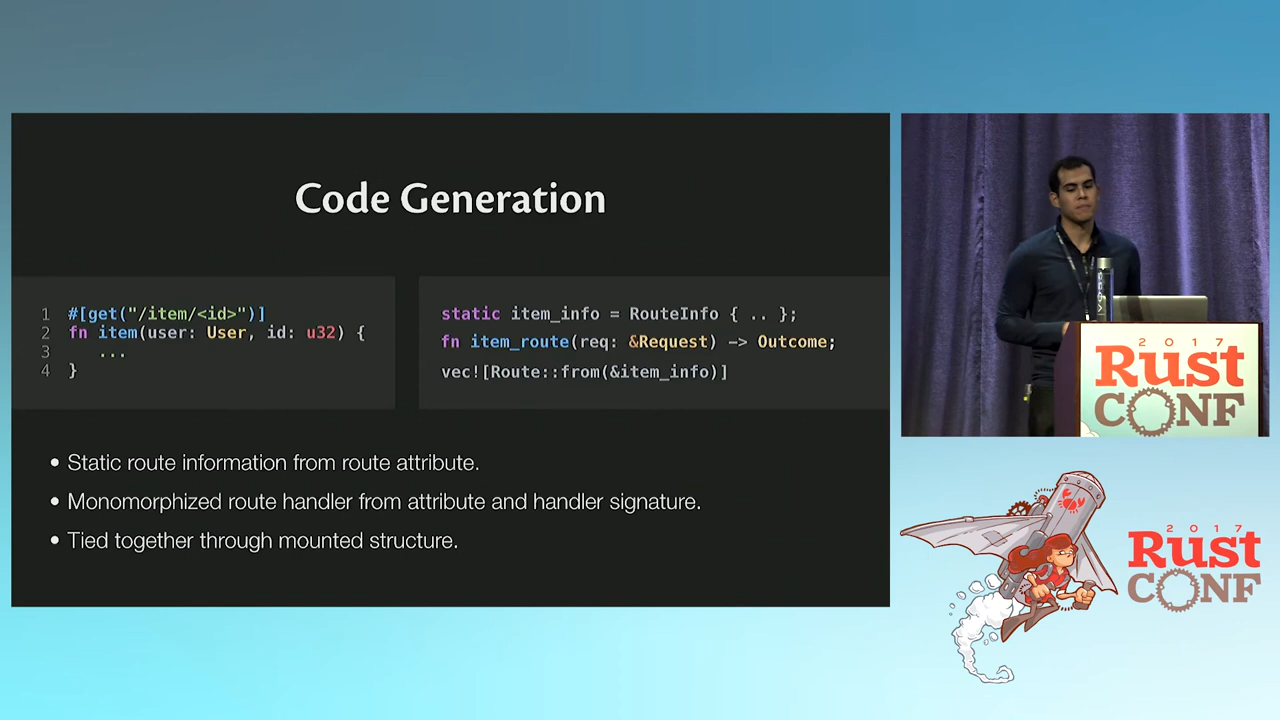 Code Generation
1 #[get("/item/<id>")]
2 fn item(user: User, id: u32) {
3 ...
4 }
static item_info = RouteInfo { .. };
fn item_route(req: &Request) -> Outcome;
vec![Route::from(&item_info)]
• Static route information from route attribute.
• Monomorphized route handler from attribute and handler signature.
• Tied together through mounted structure.
2017
Rust
CONF
2017
Rust
CONF